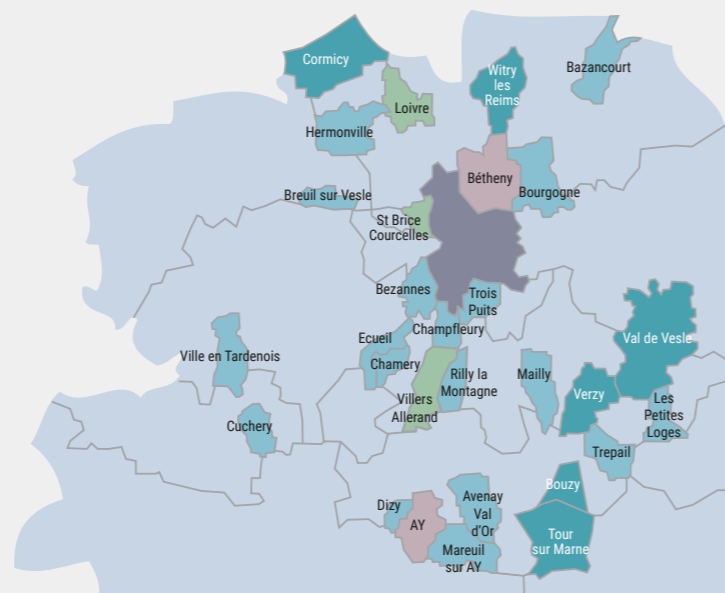 Cormicy
Witry
les
Reims
Bazancourt
Loivre
Hermonville
Bétheny
Bourgogne
Breuil sur Vesle
St Brice
Courcelles
Bezannes
Trois
Puits
Ecueil
Champfleury
Val de Vesle
Ville en Tardenois
Chamery
Rilly la
Montagne
Mailly
Villers
Allerand
Verzy
Les
Petites
Loges
Cuchery
Trepail
Bouzy
Dizy
AY
Avenay
Val
d'Or
Mareuil
sur AY
Tour
sur Marne